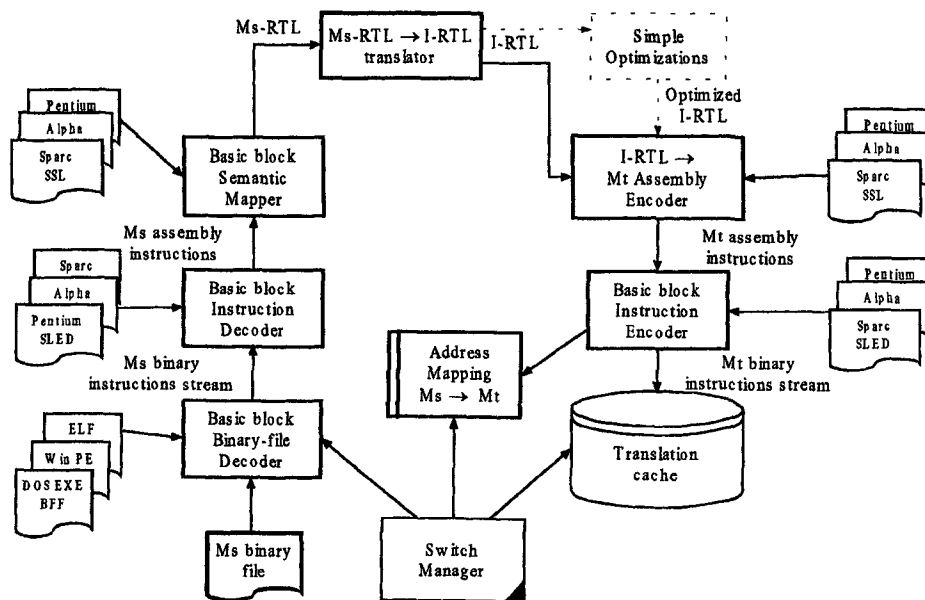 Ms-RTL
Ms-RTL → I-RTL
translator
I-RTL
Simple
Optimizations
Optimized
I-RTL
Pentium
Alpha
Sparc
SSL
Basic block
Semantic
Mapper
I-RTL →
Mt Assembly
Encoder
Pentium
Alpha
Sparc
SSL
Ms assembly
instructions
Mt assembly
instructions
Sparc
Alpha
Pentium
SLED
Basic block
Instruction
Decoder
Basic block
Instruction
Encoder
Pentium
Alpha
Sparc
SLED
Ms binary
instructions stream
Address
Mapping
Ms → Mt
Mt binary
instructions stream
ELF
Win PE
DOS EXE
BFF
Basic block
Binary-file
Decoder
Translation
cache
Ms binary
file
Switch
Manager